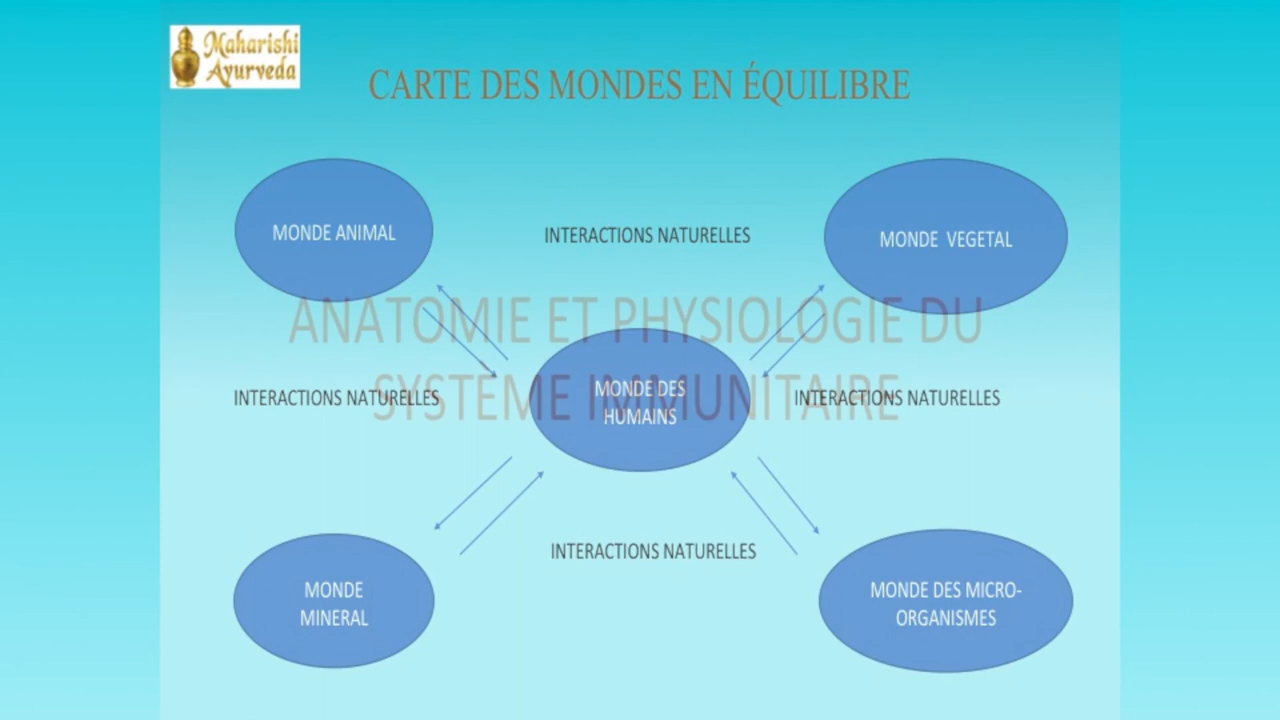 Maharishi
Ayurveda
CARTE DES MONDES EN ÉQUILIBRE
MONDE ANIMAL
INTERACTIONS NATURELLES
MONDE VEGETAL
ANATOMIE ET PHYSIOLOGIE DU
SYSTEME IMMUNITAIRE
INTERACTIONS NATURELLES
MONDE DES
HUMAINS
INTERACTIONS NATURELLES
INTERACTIONS NATURELLES
MONDE
MINERAL
MONDE DES MICRO-
ORGANISMES